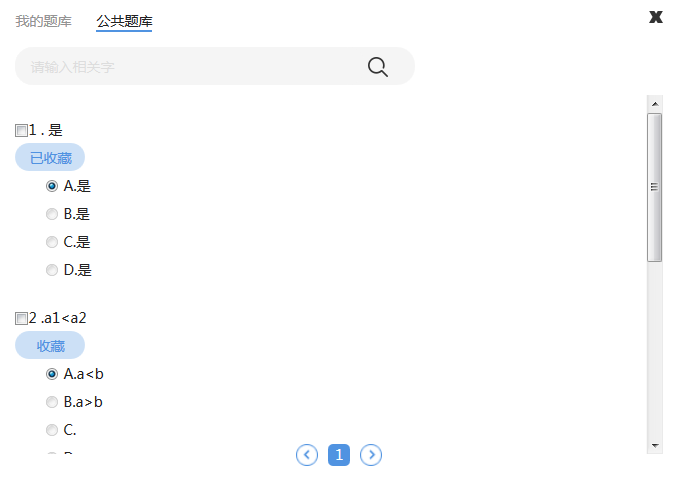 我的题库 公共题库
请输入相关字
1 . 是
已收藏
A.是
B.是
C.是
D.是
2 .a1<a2
收藏
A.a<b
B.a>b
C.
1